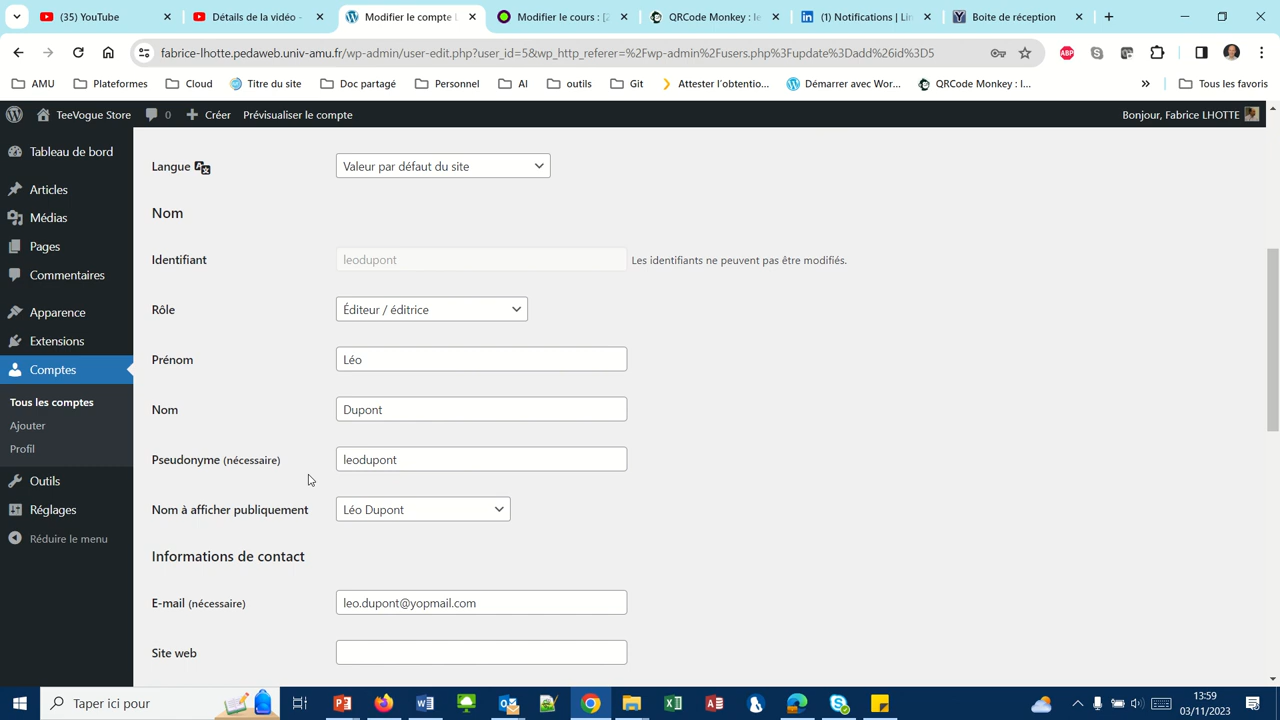 (35) YouTube
Détails de la vidéo -
Modifier le compte L
Modifier le cours : [2
QRCode Monkey : le
(1) Notifications | Lin
Boite de réception
fabrice-lhotte.pedaweb.univ-amu.fr/wp-admin/user-edit.php?user_id=5&wp_http_referer=%2Fwp-admin%2Fusers.php%3Fupdate%3Dadd%26id%3D5
AMU
Plateformes
Cloud
Titre du site
Doc partagé
Personnel
AI
outils
Git
Attester l'obtentio...
Démarrer avec Wor...
QRCode Monkey : l...
Tous les favoris
TeeVogue Store
0
Créer
Prévisualiser le compte
Bonjour, Fabrice LHOTTE
Tableau de bord
Articles
Médias
Pages
Commentaires
Apparence
Extensions
Comptes
Tous les comptes
Ajouter
Profil
Outils
Réglages
Réduire le menu
Langue
Valeur par défaut du site
Nom
Identifiant
leodupont
Les identifiants ne peuvent pas être modifiés.
Rôle
Éditeur / éditrice
Prénom
Léo
Nom
Dupont
Pseudonyme (nécessaire)
leodupont
Nom à afficher publiquement
Léo Dupont
Informations de contact
E-mail (nécessaire)
leo.dupont@yopmail.com
Site web
Taper ici pour
13:59
03/11/2023